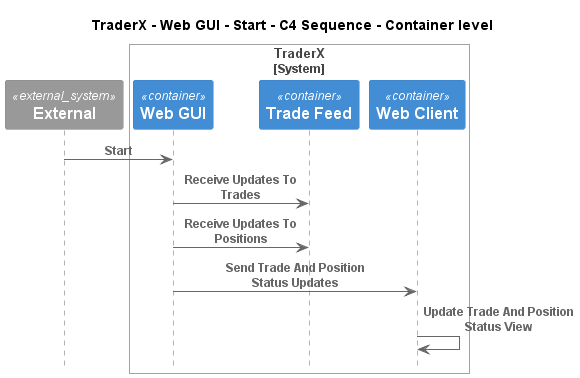 TraderX - Web GUI - Start - C4 Sequence - Container level
TraderX
[System]
«external_system»
External
«container»
Web GUI
«container»
Trade Feed
«container»
Web Client
Start
Receive Updates To
Trades
Receive Updates To
Positions
Send Trade And Position
Status Updates
Update Trade And Position
Status View